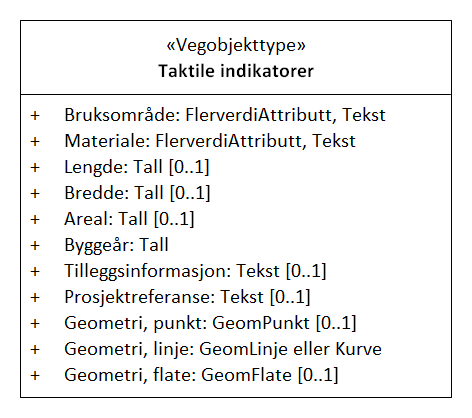 «Vegobjekttype»
Taktile indikatorer
+ Bruksområde: FlerverdiAttributt, Tekst
+ Materiale: FlerverdiAttributt, Tekst
+ Lengde: Tall [0..1]
+ Bredde: Tall [0..1]
+ Areal: Tall [0..1]
+ Byggeår: Tall
+ Tilleggsinformasjon: Tekst [0..1]
+ Prosjektreferanse: Tekst [0..1]
+ Geometri, punkt: GeomPunkt [0..1]
+ Geometri, linje: GeomLinje eller Kurve
+ Geometri, flate: GeomFlate [0..1]